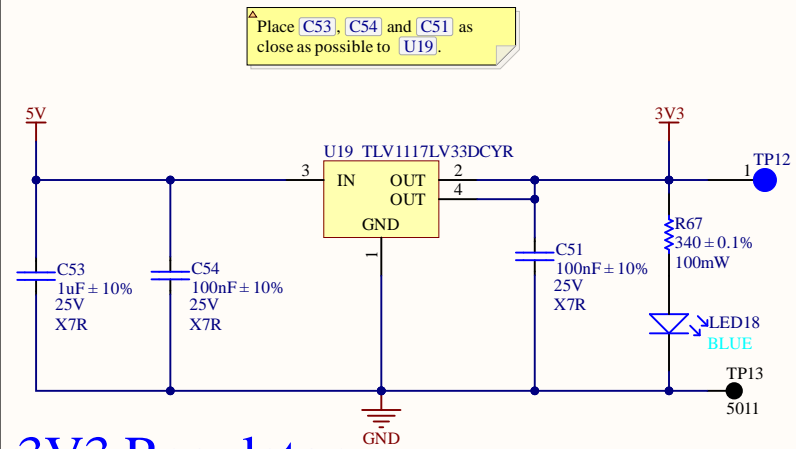 Place C53, C54 and C51 as
close as possible to U19.
5V
3V3
TP12
1
U19 TLV1117LV33DCYR
3
IN
OUT
2
OUT
4
GND
1
C53
1uF ± 10%
25V
X7R
C54
100nF ± 10%
25V
X7R
C51
100nF ± 10%
25V
X7R
R67
340 ± 0.1%
100mW
LED18
BLUE
TP13
5011
GND
3V3